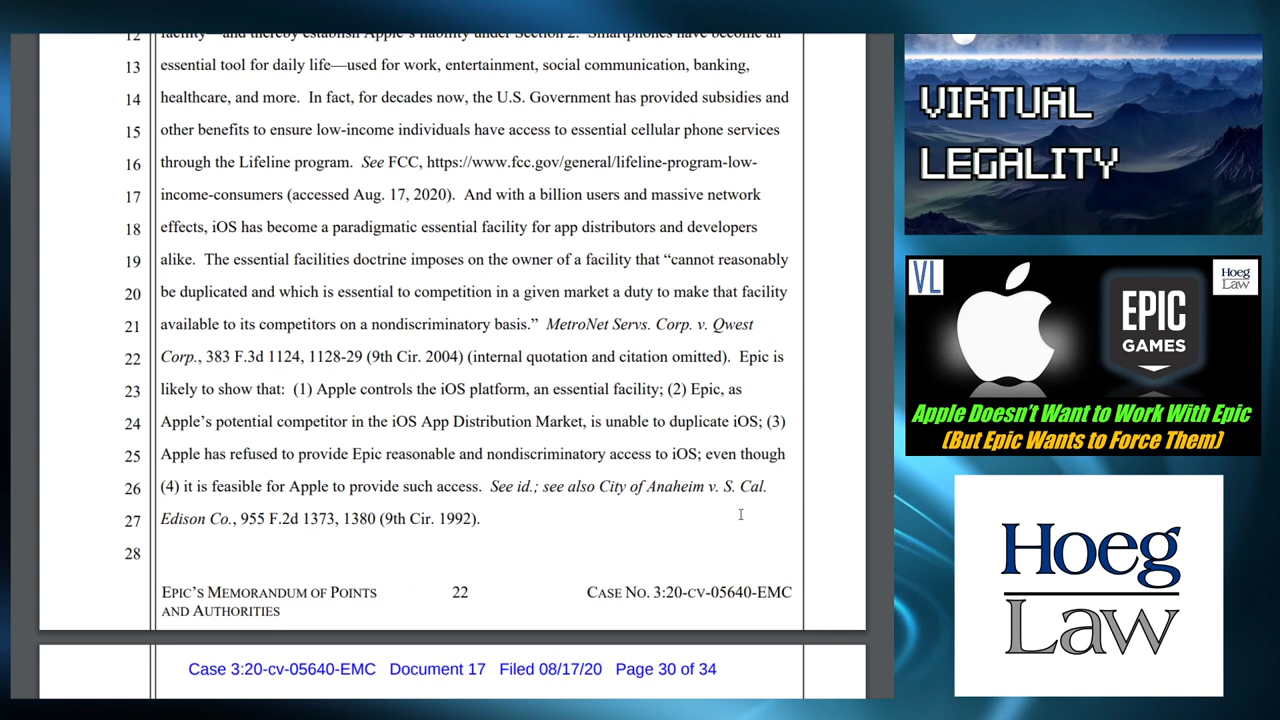 12 facility—and thereby establish Apple's liability under Section 2. Smartphones have become an
13 essential tool for daily life—used for work, entertainment, social communication, banking,
14 healthcare, and more. In fact, for decades now, the U.S. Government has provided subsidies and
15 other benefits to ensure low-income individuals have access to essential cellular phone services
16 through the Lifeline program. See FCC, https://www.fcc.gov/general/lifeline-program-low-
17 income-consumers (accessed Aug. 17, 2020). And with a billion users and massive network
18 effects, iOS has become a paradigmatic essential facility for app distributors and developers
19 alike. The essential facilities doctrine imposes on the owner of a facility that “cannot reasonably
20 be duplicated and which is essential to competition in a given market a duty to make that facility
21 available to its competitors on a nondiscriminatory basis.” MetroNet Servs. Corp. v. Qwest
22 Corp., 383 F.3d 1124, 1128-29 (9th Cir. 2004) (internal quotation and citation omitted). Epic is
23 likely to show that: (1) Apple controls the iOS platform, an essential facility; (2) Epic, as
24 Apple’s potential competitor in the iOS App Distribution Market, is unable to duplicate iOS; (3)
25 Apple has refused to provide Epic reasonable and nondiscriminatory access to iOS; even though
26 (4) it is feasible for Apple to provide such access. See id.; see also City of Anaheim v. S. Cal.
27 Edison Co., 955 F.2d 1373, 1380 (9th Cir. 1992).
28
EPIC’S MEMORANDUM OF POINTS
AND AUTHORITIES
22
CASE NO. 3:20-CV-05640-EMC
Case 3:20-cv-05640-EMC Document 17 Filed 08/17/20 Page 30 of 34
VIRTUAL
LEGALITY
VL
Hoeg
Law
EPIC
GAMES
Apple Doesn't Want to Work With Epic
(But Epic Wants to Force Them)
Hoeg
Law